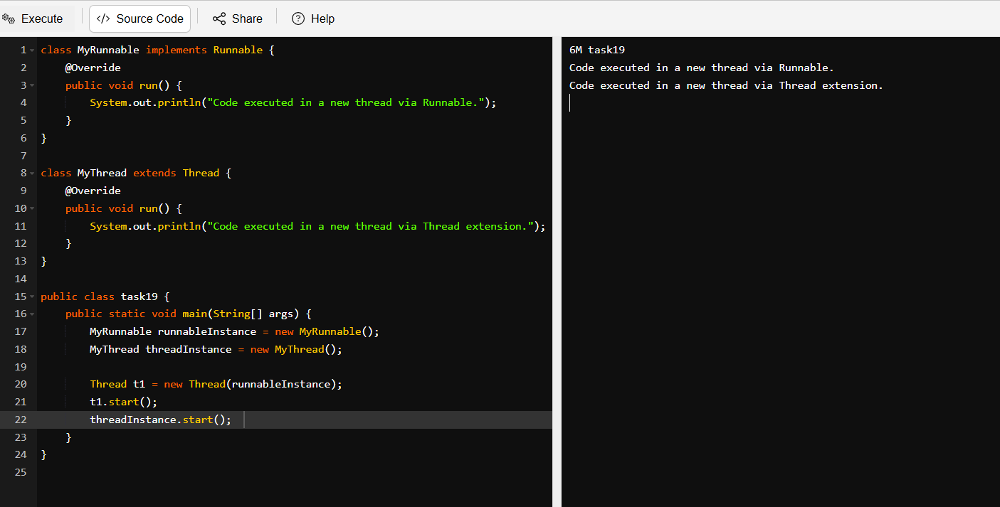 Execute
Source Code
Share
Help
1 class MyRunnable implements Runnable {
2     @Override
3     public void run() {
4         System.out.println("Code executed in a new thread via Runnable.");
5     }
6 }
7
8 class MyThread extends Thread {
9     @Override
10     public void run() {
11         System.out.println("Code executed in a new thread via Thread extension.");
12     }
13 }
14
15 public class task19 {
16     public static void main(String[] args) {
17         MyRunnable runnableInstance = new MyRunnable();
18         MyThread threadInstance = new MyThread();
19
20         Thread t1 = new Thread(runnableInstance);
21         t1.start();
22         threadInstance.start();
23     }
24 }
25
6M task19
Code executed in a new thread via Runnable.
Code executed in a new thread via Thread extension.